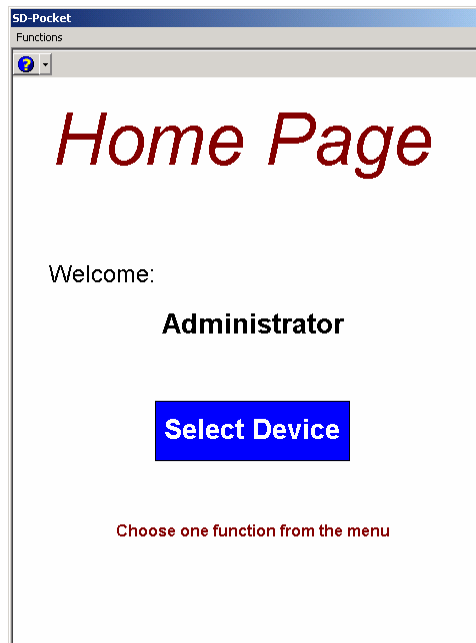 SD-Pocket
Functions
?
Home Page
Welcome:
Administrator
Select Device
Choose one function from the menu